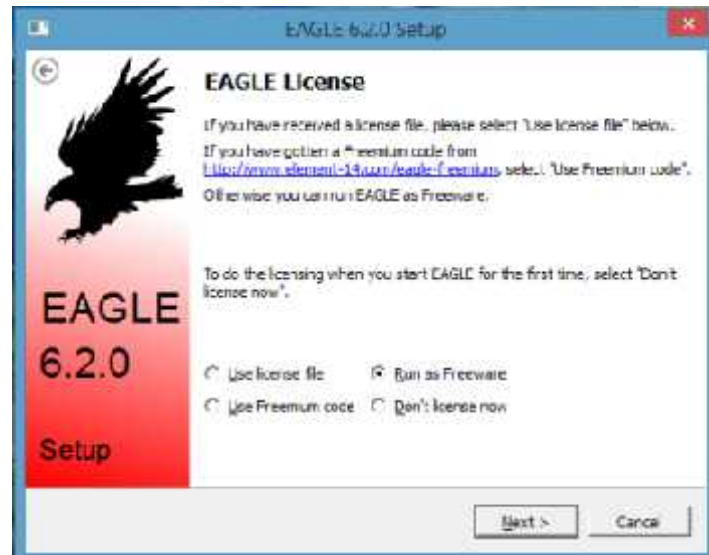 EAGLE 6.2.0 Setup
EAGLE License
If you have received a license file, please select "Use license file" below.
If you have gotten a Freemium code from
http://www.element-14.com/eagle-freemium, select "Use Freemium code".
Otherwise you can run EAGLE as Freeware.
To do the licensing when you start EAGLE for the first time, select "Don't
license now".
EAGLE
6.2.0
Setup
Use license file
Run as Freeware
Use Freemium code
Don't license now
Next >
Cancel